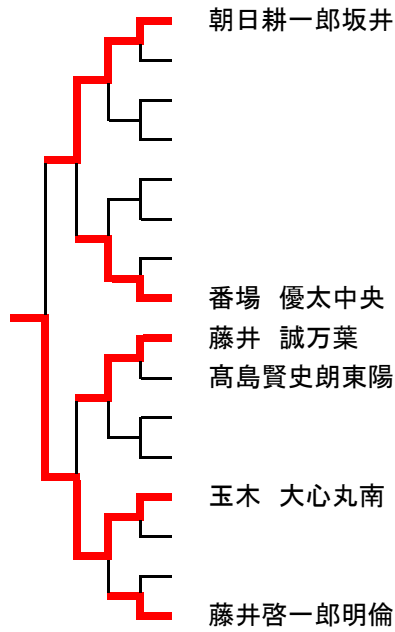 朝日耕一郎坂井
番場　優太中央
藤井　誠万葉
髙島賢史朗東陽
玉木　大心丸南
藤井啓一郎明倫